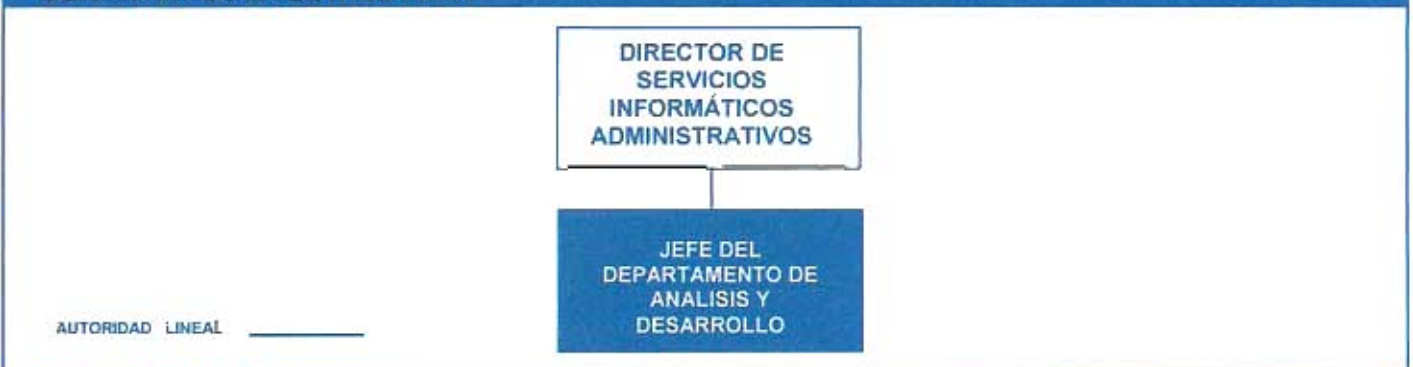 DIRECTOR DE
SERVICIOS
INFORMÁTICOS
ADMINISTRATIVOS
JEFE DEL
DEPARTAMENTO DE
ANALISIS Y
DESARROLLO
AUTORIDAD LINEAL